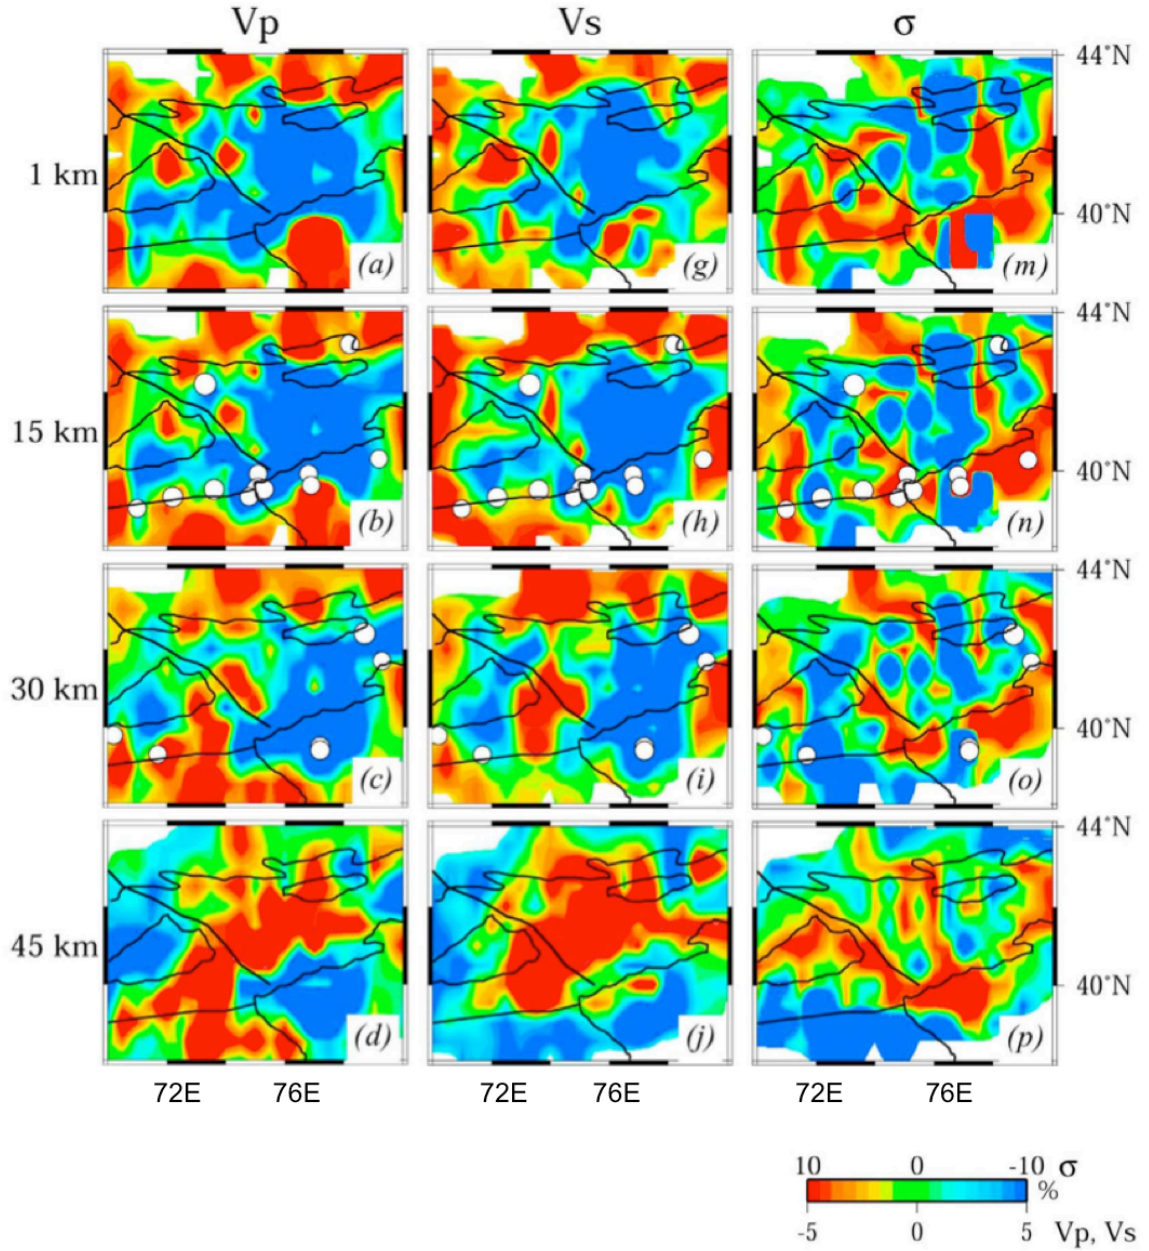 Vp Vs σ
44°N
1 km
40°N
(a) (g) (m)
44°N
15 km
40°N
(b) (h) (n)
44°N
30 km
40°N
(c) (i) (o)
44°N
45 km
40°N
(d) (j) (p)
72E 76E 72E 76E 72E 76E
10 0 -10 σ
%
-5 0 5 Vp, Vs